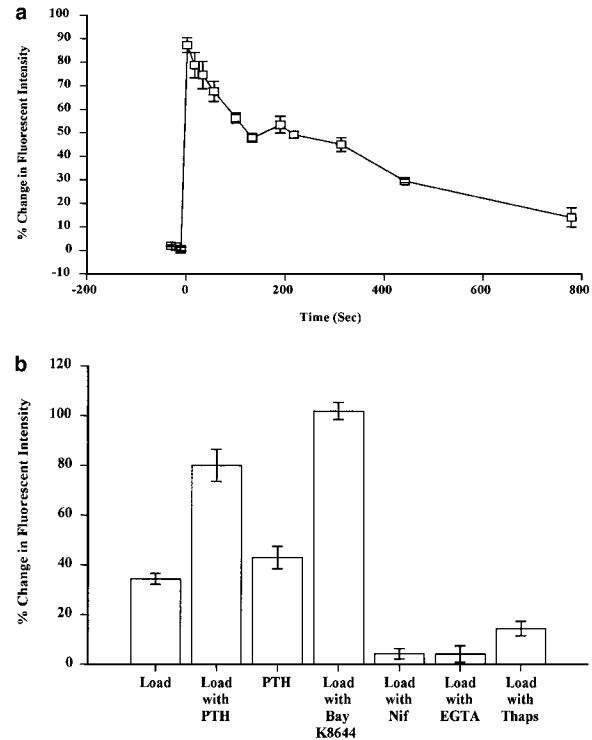 a
% Change in Fluorescent Intensity
100
90
80
70
60
50
40
30
20
10
0
-10
-200
0
200
400
600
800
Time (Sec)
b
% Change in Fluorescent Intensity
120
100
80
60
40
20
0
Load
Load with PTH
PTH
Load with Bay K8644
Load with Nif
Load with EGTA
Load with Thaps